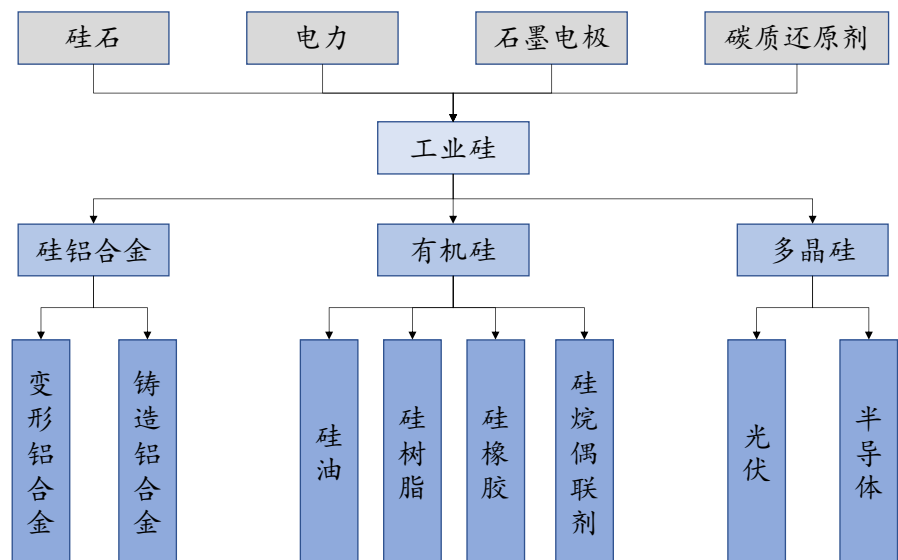 硅石
电力
石墨电极
碳质还原剂
工业硅
硅铝合金
有机硅
多晶硅
变形铝合金
铸造铝合金
硅油
硅树脂
硅橡胶
硅烷偶联剂
光伏
半导体